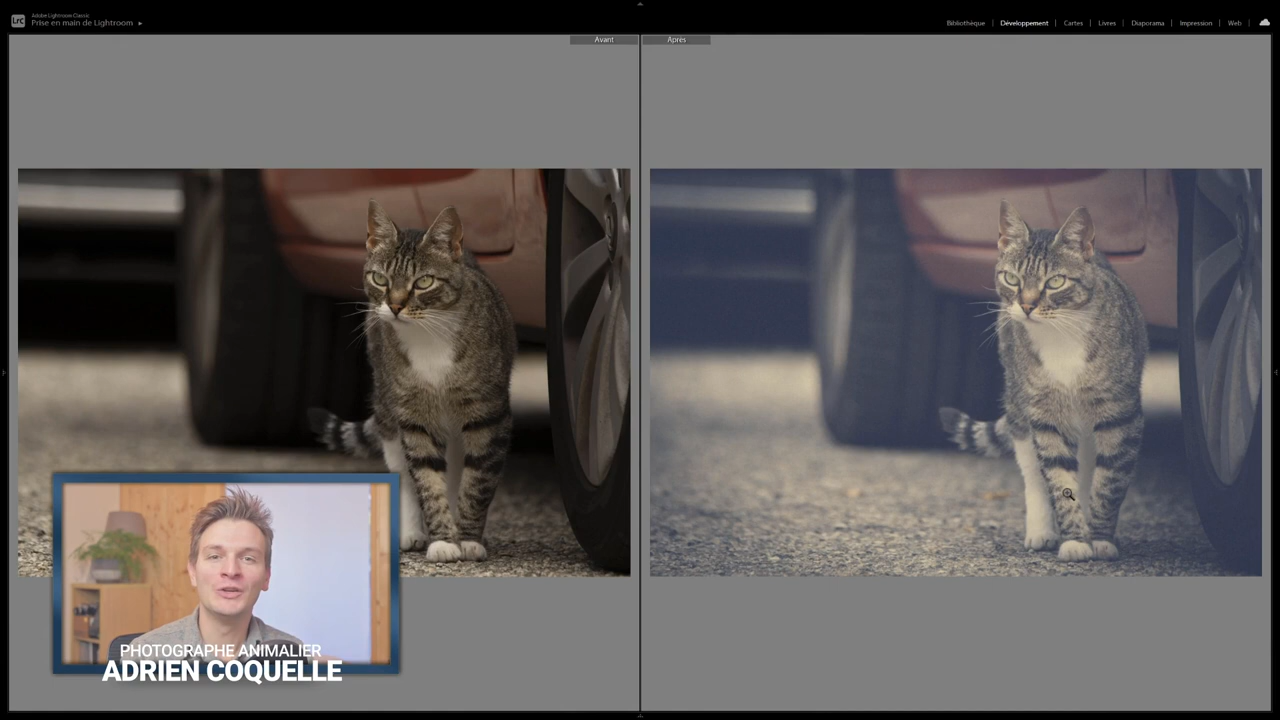 LrC
Adobe Lightroom Classic
Prise en main de Lightroom
Bibliothèque | Développement | Cartes | Livres | Diaporama | Impression | Web
Avant
Après
PHOTOGRAPHE ANIMALIER
ADRIEN COQUELLE